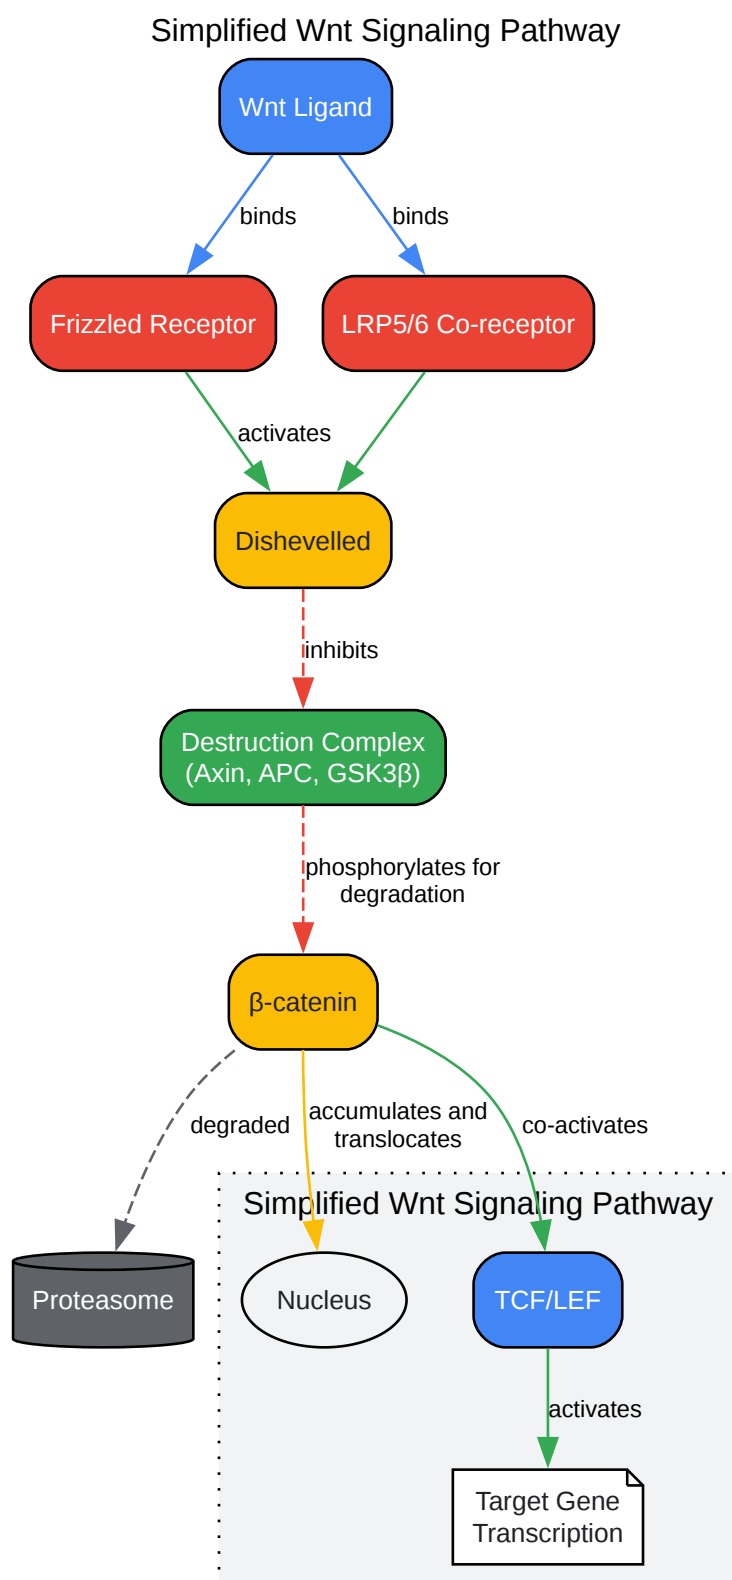 Simplified Wnt Signaling Pathway
Wnt Ligand
binds
binds
Frizzled Receptor
LRP5/6 Co-receptor
activates
Dishevelled
inhibits
Destruction Complex
(Axin, APC, GSK3β)
phosphorylates for
degradation
β-catenin
degraded
accumulates and
translocates
co-activates
Simplified Wnt Signaling Pathway
Proteasome
Nucleus
TCF/LEF
activates
Target Gene
Transcription